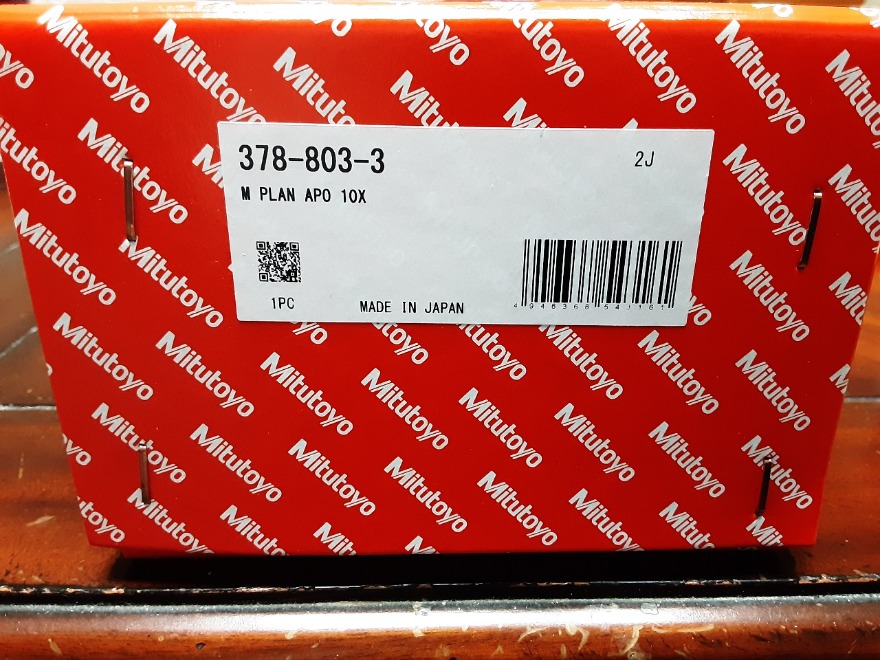 Mitutoyo
378-803-3
2J
M PLAN APO 10X
1PC
MADE IN JAPAN